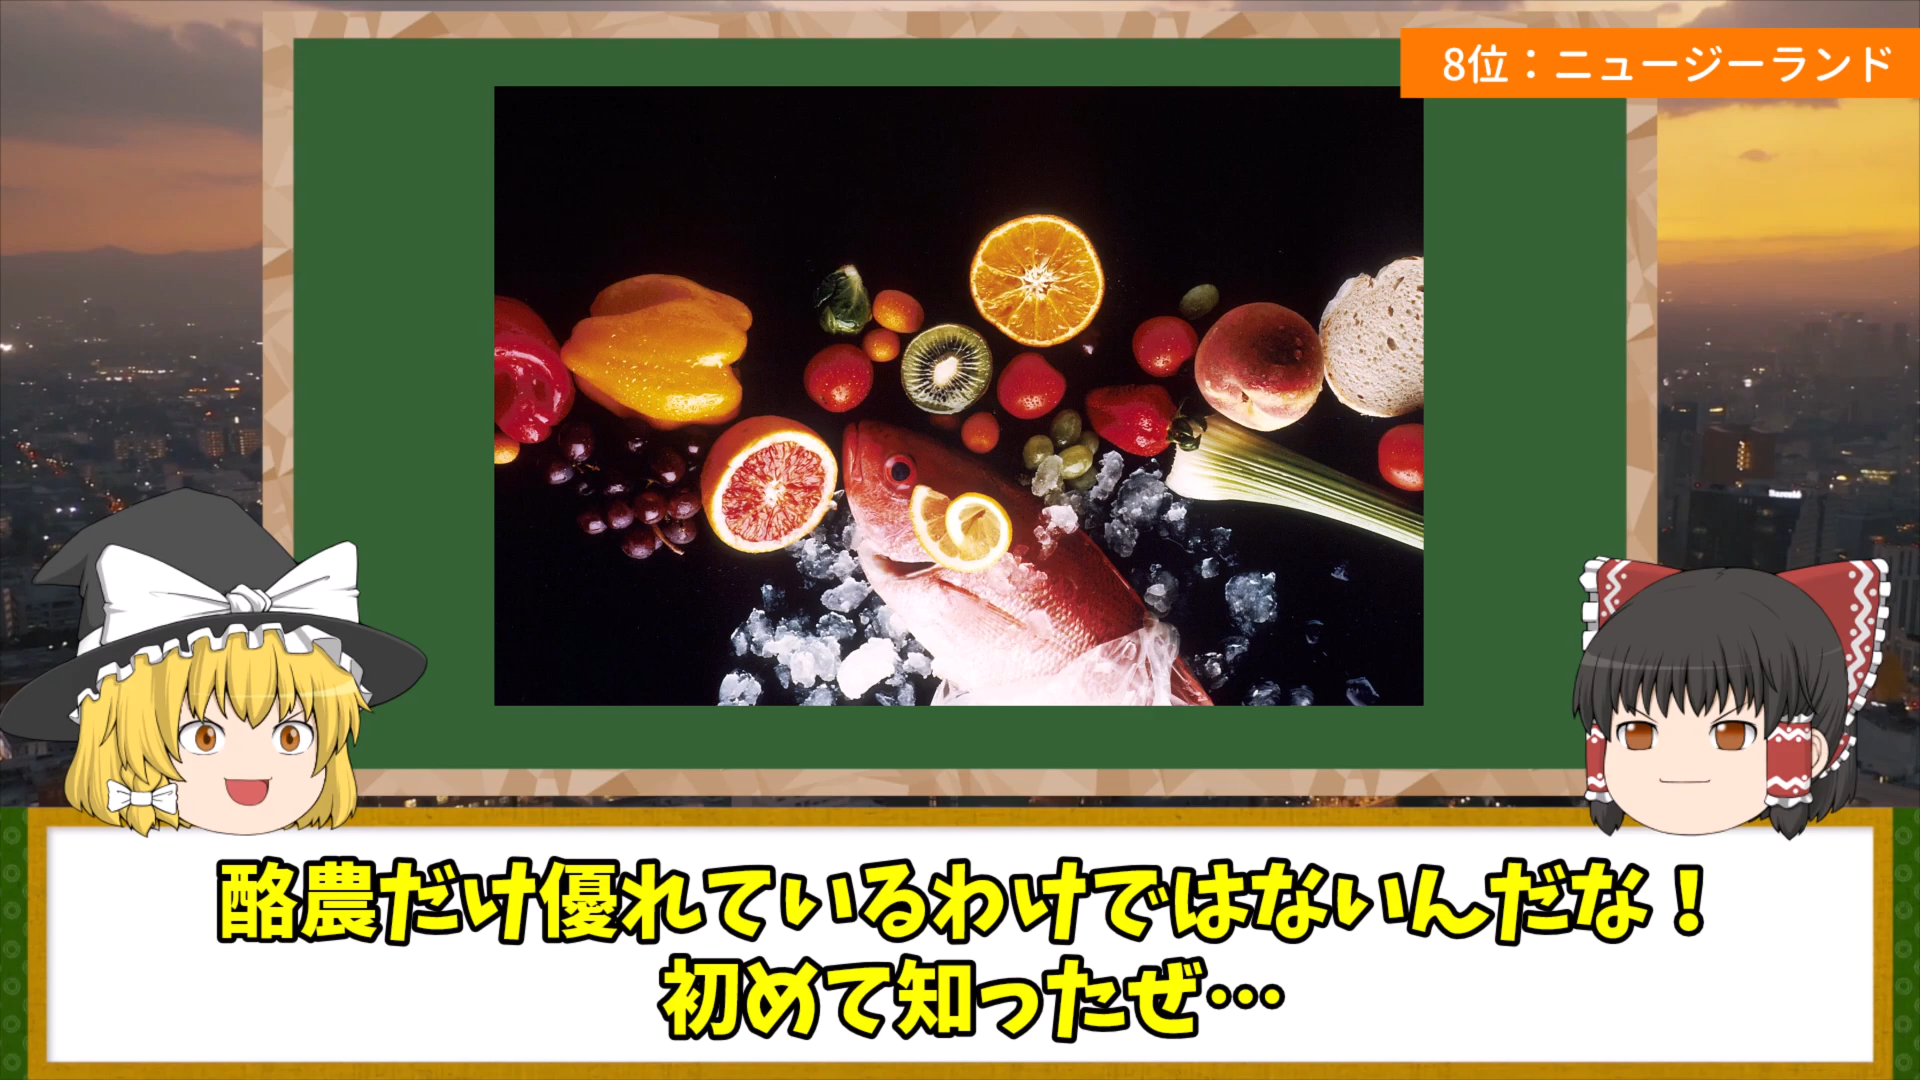 8位：ニュージーランド
Barceló
酪農だけ優れているわけではないんだな！
初めて知ったぜ…